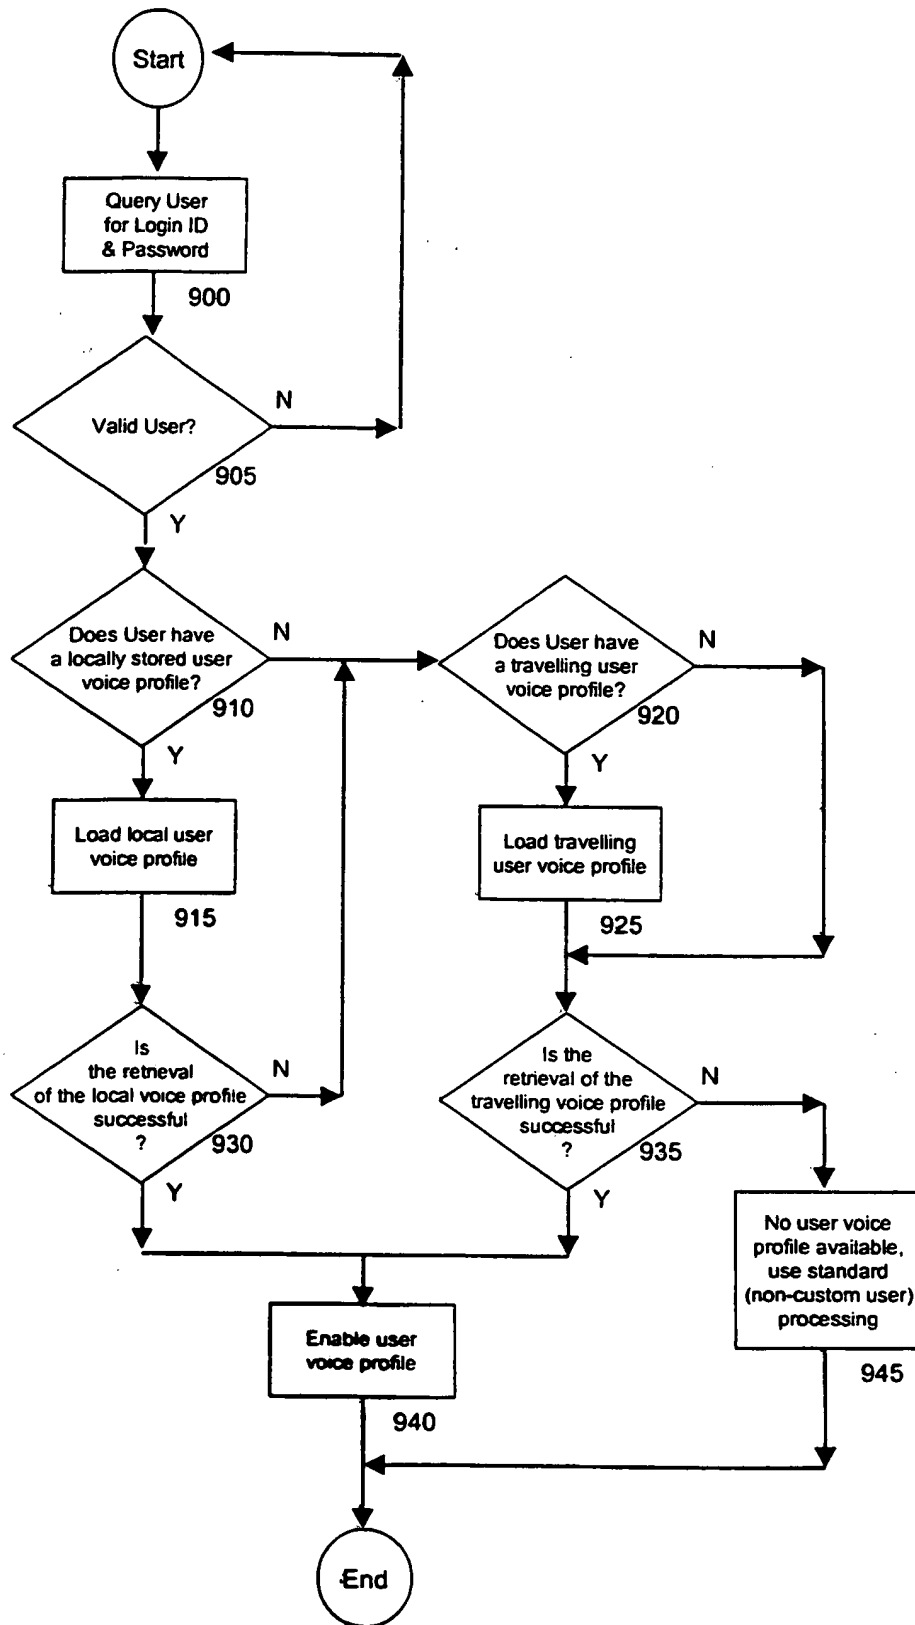 Start
Query User
for Login ID
& Password
900
Valid User?
N
905
Y
Does User have
a locally stored user
voice profile?
N
910
Y
Does User have
a travelling user
voice profile?
N
920
Y
Load local user
voice profile
915
Load travelling
user voice profile
925
Is
the retrieval
of the local voice profile
successful
?
N
930
Y
Is the
retrieval of the
travelling voice profile
successful
?
N
935
Y
No user voice
profile available,
use standard
(non-custom user)
processing
945
Enable user
voice profile
940
End